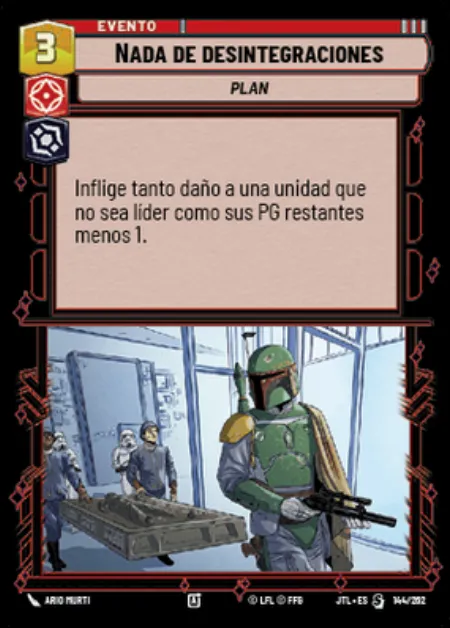 EVENTO
3
NADA DE DESINTEGRACIONES
PLAN
Inflige tanto daño a una unidad que
no sea líder como sus PG restantes
menos 1.
ARIO MURTI
© LFL © FFG
JTL • ES
144/262